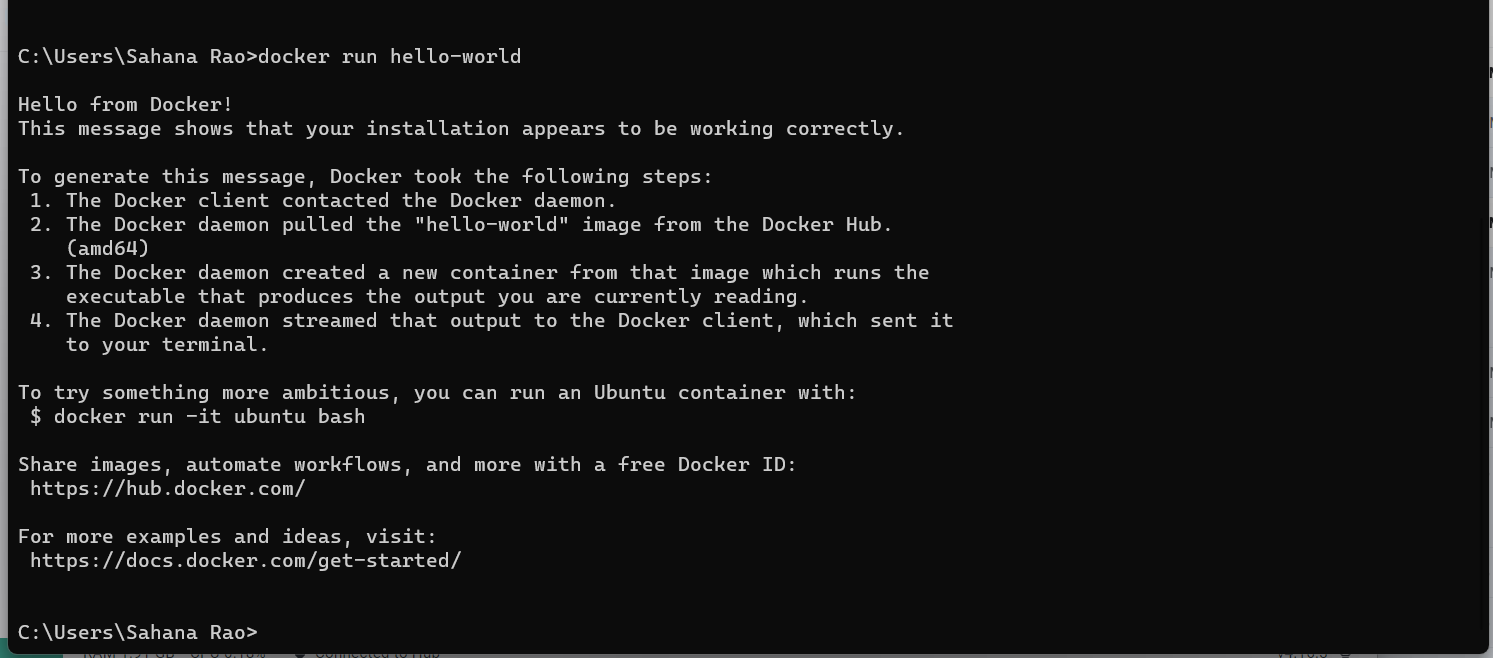 C:\Users\Sahana Rao>docker run hello-world
Hello from Docker!
This message shows that your installation appears to be working correctly.
To generate this message, Docker took the following steps:
1. The Docker client contacted the Docker daemon.
2. The Docker daemon pulled the "hello-world" image from the Docker Hub.
(amd64)
3. The Docker daemon created a new container from that image which runs the
executable that produces the output you are currently reading.
4. The Docker daemon streamed that output to the Docker client, which sent it
to your terminal.
To try something more ambitious, you can run an Ubuntu container with:
$ docker run -it ubuntu bash
Share images, automate workflows, and more with a free Docker ID:
https://hub.docker.com/
For more examples and ideas, visit:
https://docs.docker.com/get-started/
C:\Users\Sahana Rao>